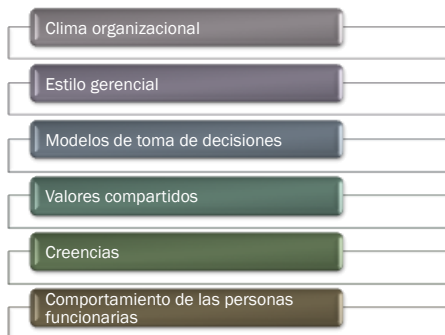 Clima organizacional
Estilo gerencial
Modelos de toma de decisiones
Valores compartidos
Creencias
Comportamiento de las personas
funcionarias